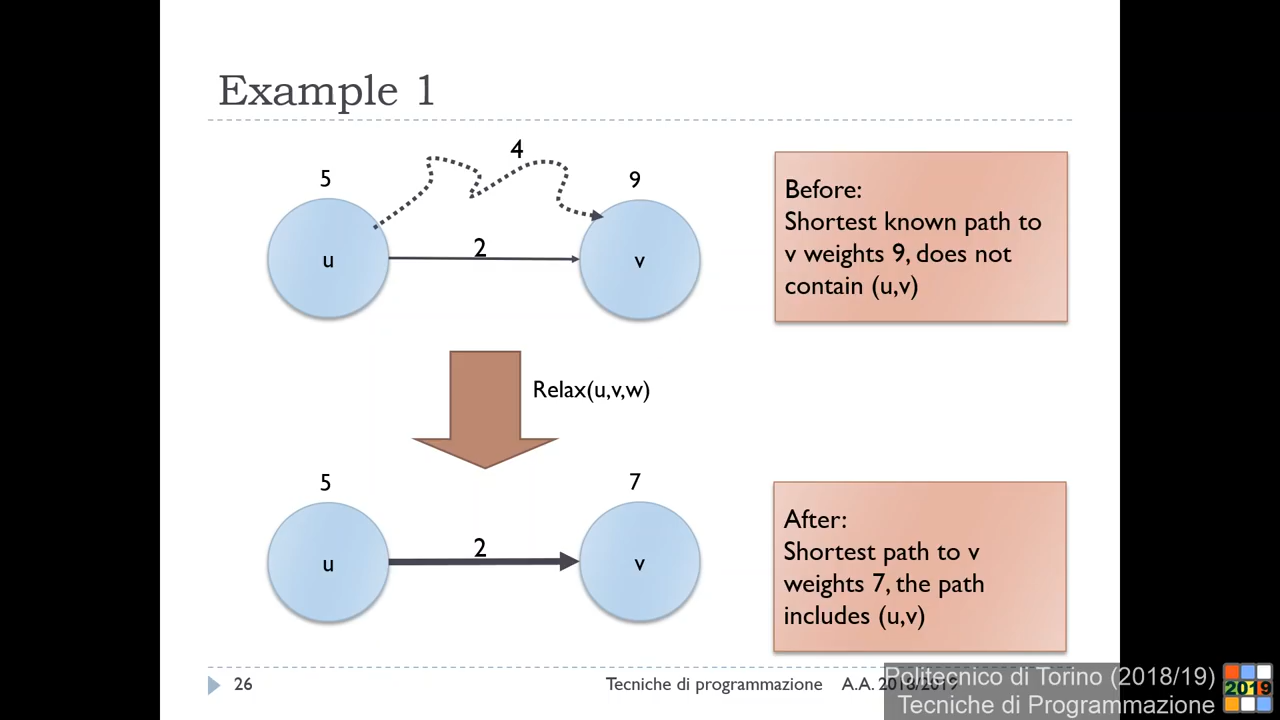 Example 1
4
5
9
2
u
v
Before:
Shortest known path to
v weights 9, does not
contain (u,v)
Relax(u,v,w)
5
7
2
u
v
After:
Shortest path to v
weights 7, the path
includes (u,v)
26
Tecniche di programmazione
A.A. 2018/2019
Politecnico di Torino (2018/19)
Tecniche di Programmazione
2019